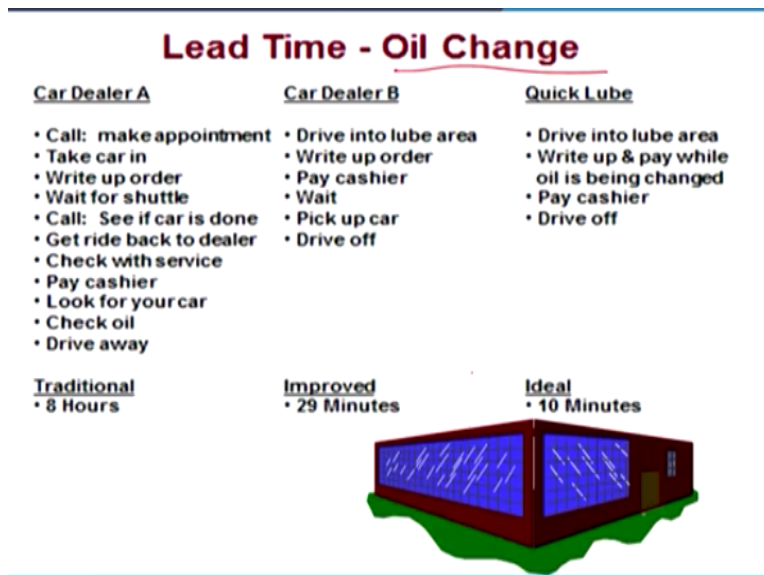 Lead Time - Oil Change
Car Dealer A
• Call: make appointment
• Take car in
• Write up order
• Wait for shuttle
• Call: See if car is done
• Get ride back to dealer
• Check with service
• Pay cashier
• Look for your car
• Check oil
• Drive away
Traditional
• 8 Hours
Car Dealer B
• Drive into lube area
• Write up order
• Pay cashier
• Wait
• Pick up car
• Drive off
Improved
• 29 Minutes
Quick Lube
• Drive into lube area
• Write up & pay while
oil is being changed
• Pay cashier
• Drive off
Ideal
• 10 Minutes